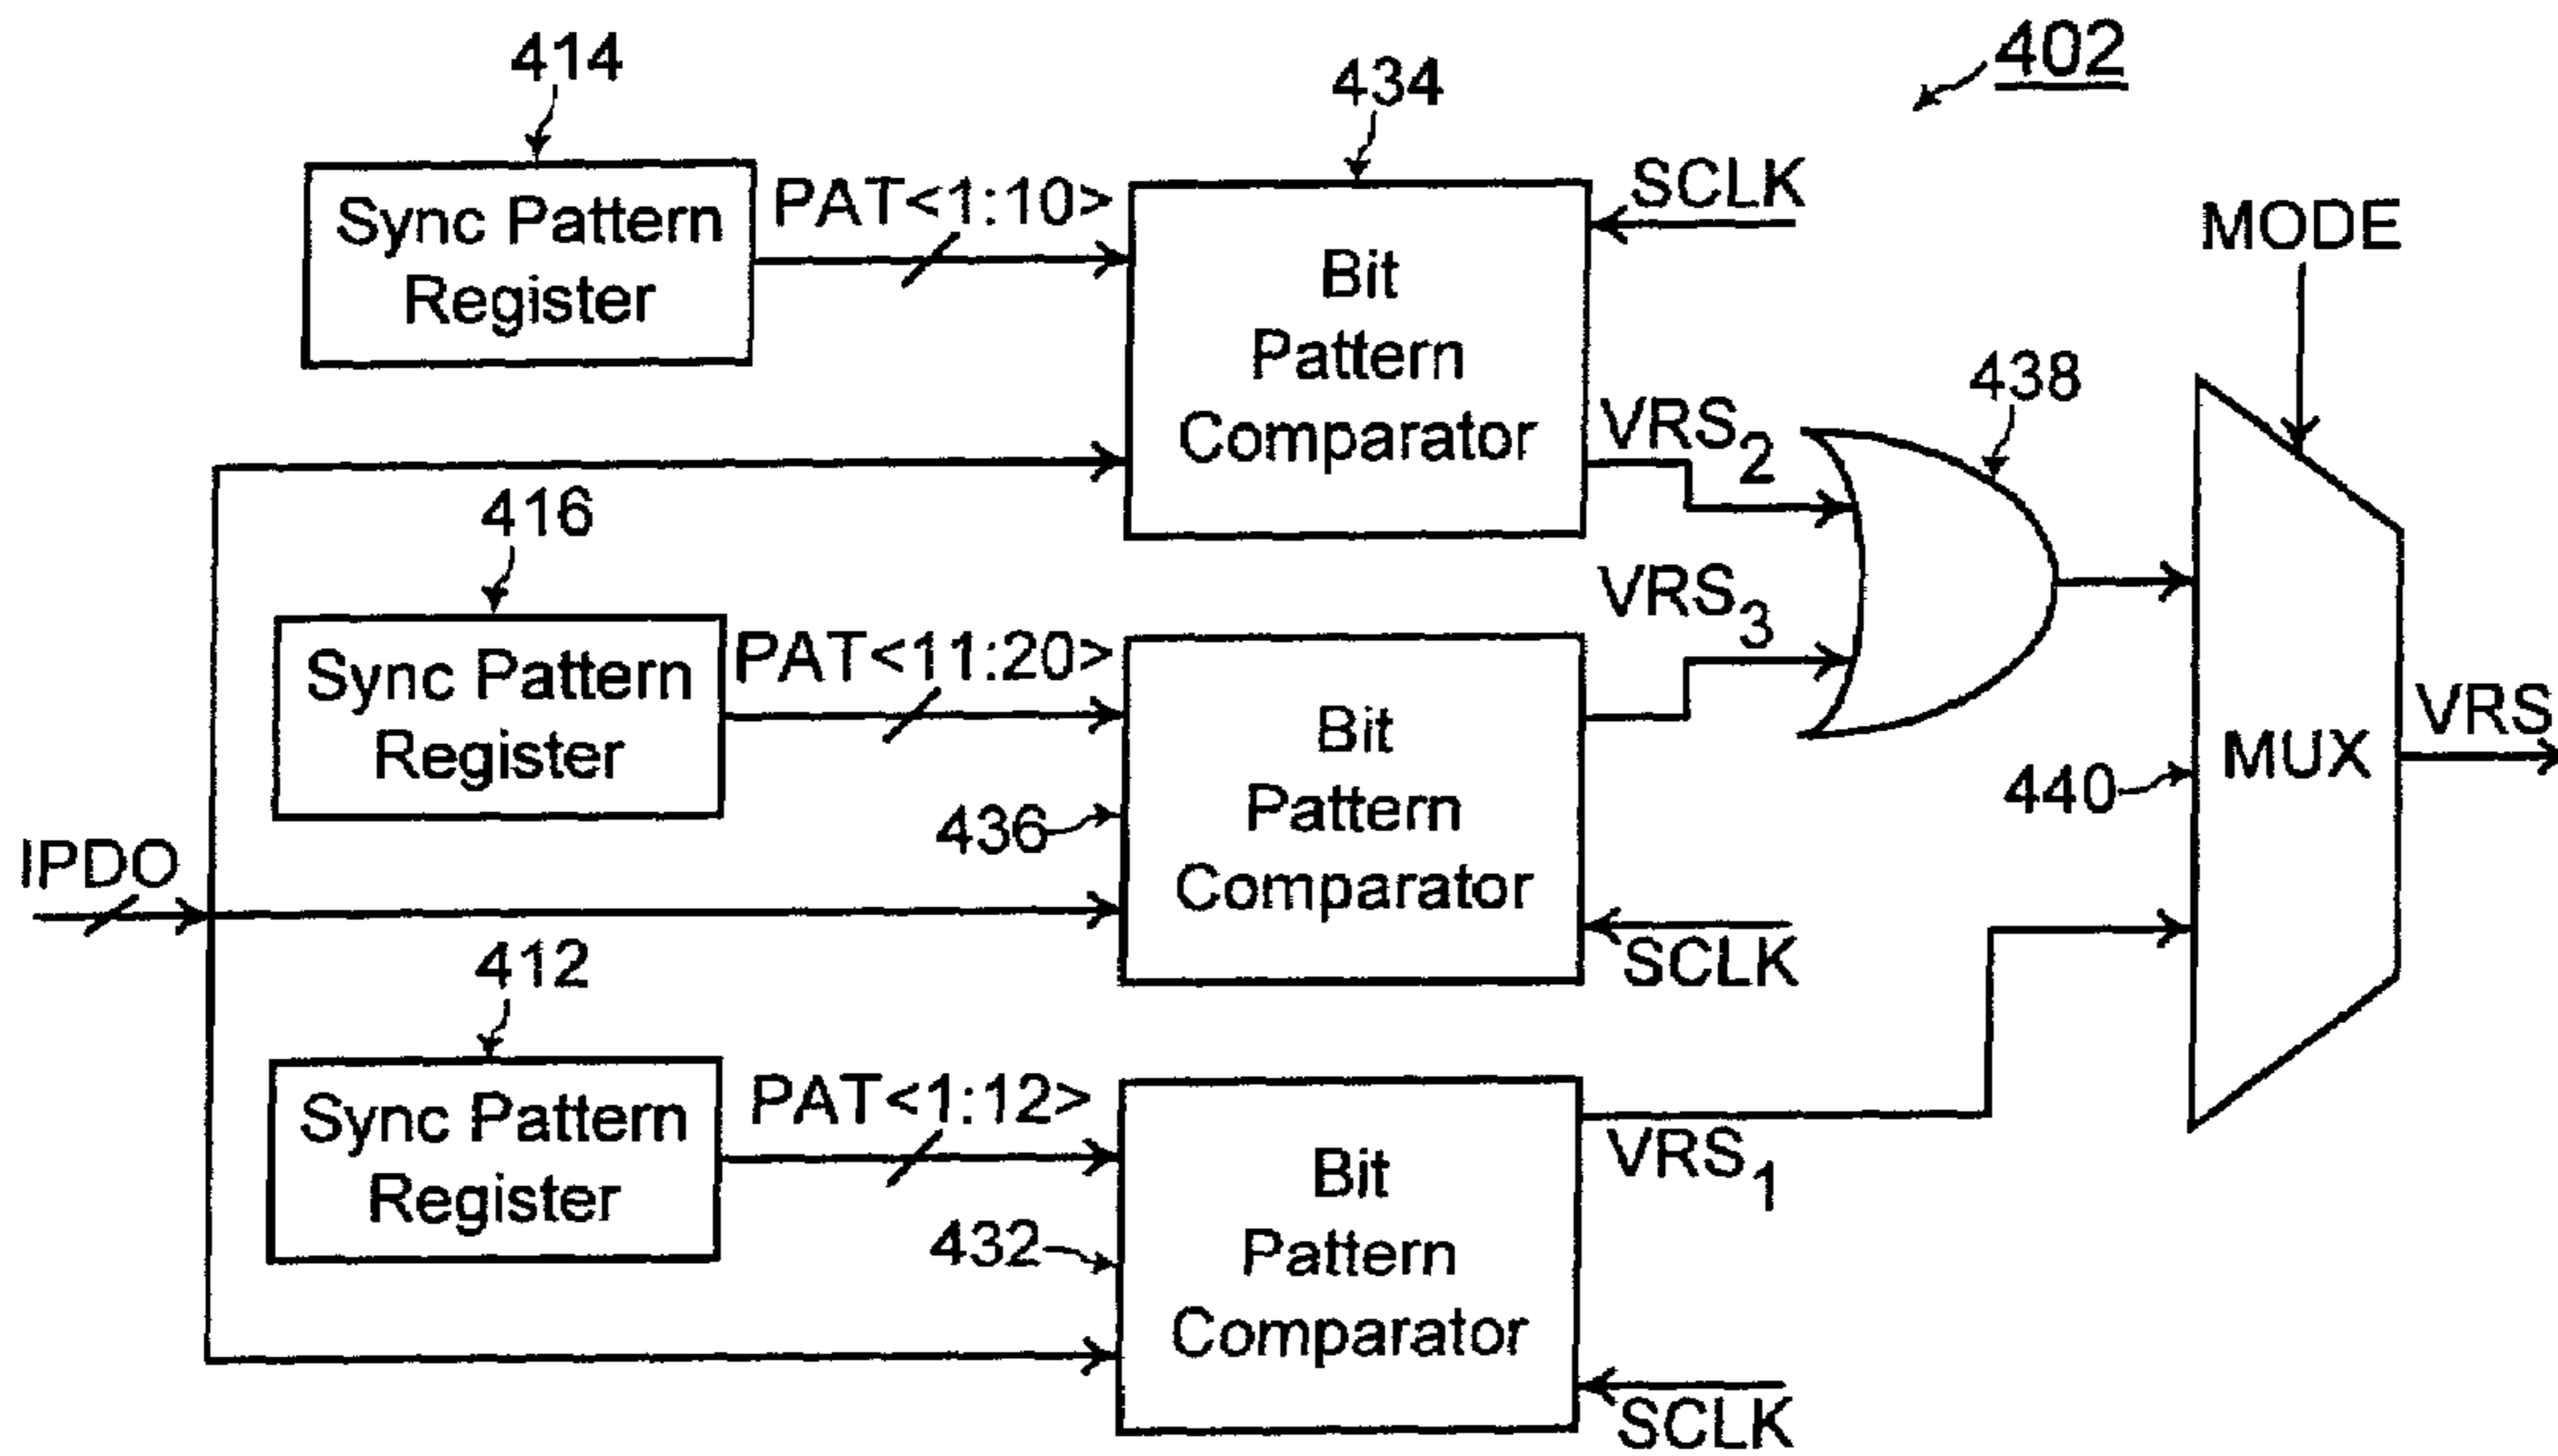 402
414
434
Sync Pattern
Register
PAT<1:10>
Bit
Pattern
Comparator
SCLK
MODE
VRS2
438
416
Sync Pattern
Register
PAT<11:20>
436
Bit
Pattern
Comparator
VRS3
SCLK
440
MUX
VRS
IPDO
412
Sync Pattern
Register
PAT<1:12>
432
Bit
Pattern
Comparator
VRS1
SCLK